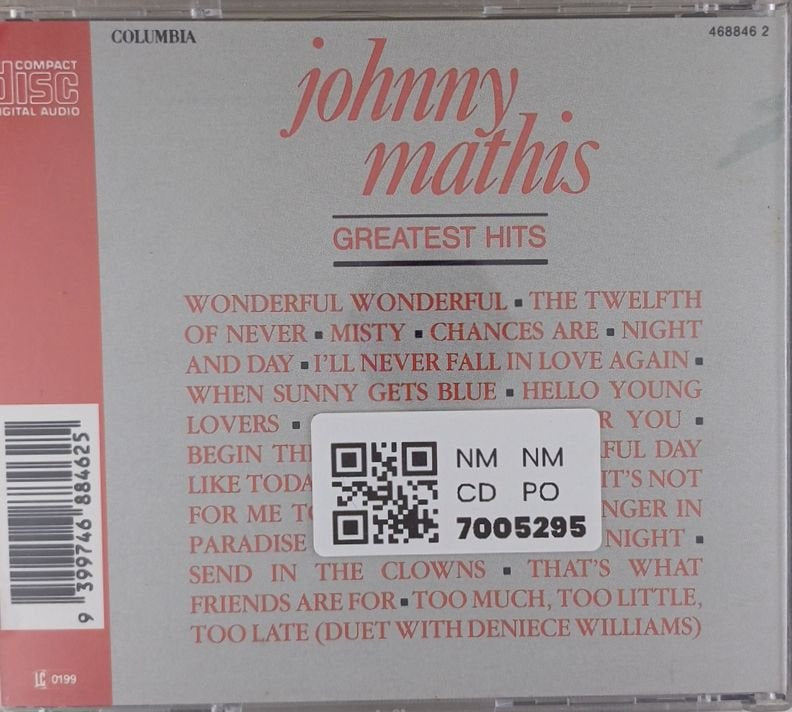 COLUMBIA
468846 2
COMPACT
disc
DIGITAL AUDIO
johnny
mathis
GREATEST HITS
WONDERFUL WONDERFUL ▪ THE TWELFTH
OF NEVER ▪ MISTY ▪ CHANCES ARE ▪ NIGHT
AND DAY ▪ I'LL NEVER FALL IN LOVE AGAIN ▪
WHEN SUNNY GETS BLUE ▪ HELLO YOUNG
LOVERS ▪ R YOU ▪
BEGIN TH FUL DAY
LIKE TODA IT'S NOT
FOR ME TO NGER IN
PARADISE NIGHT ▪
SEND IN THE CLOWNS ▪ THAT'S WHAT
FRIENDS ARE FOR ▪ TOO MUCH, TOO LITTLE,
TOO LATE (DUET WITH DENIECE WILLIAMS)
NM NM
CD PO
7005295
9 399746 884625
LC 0199